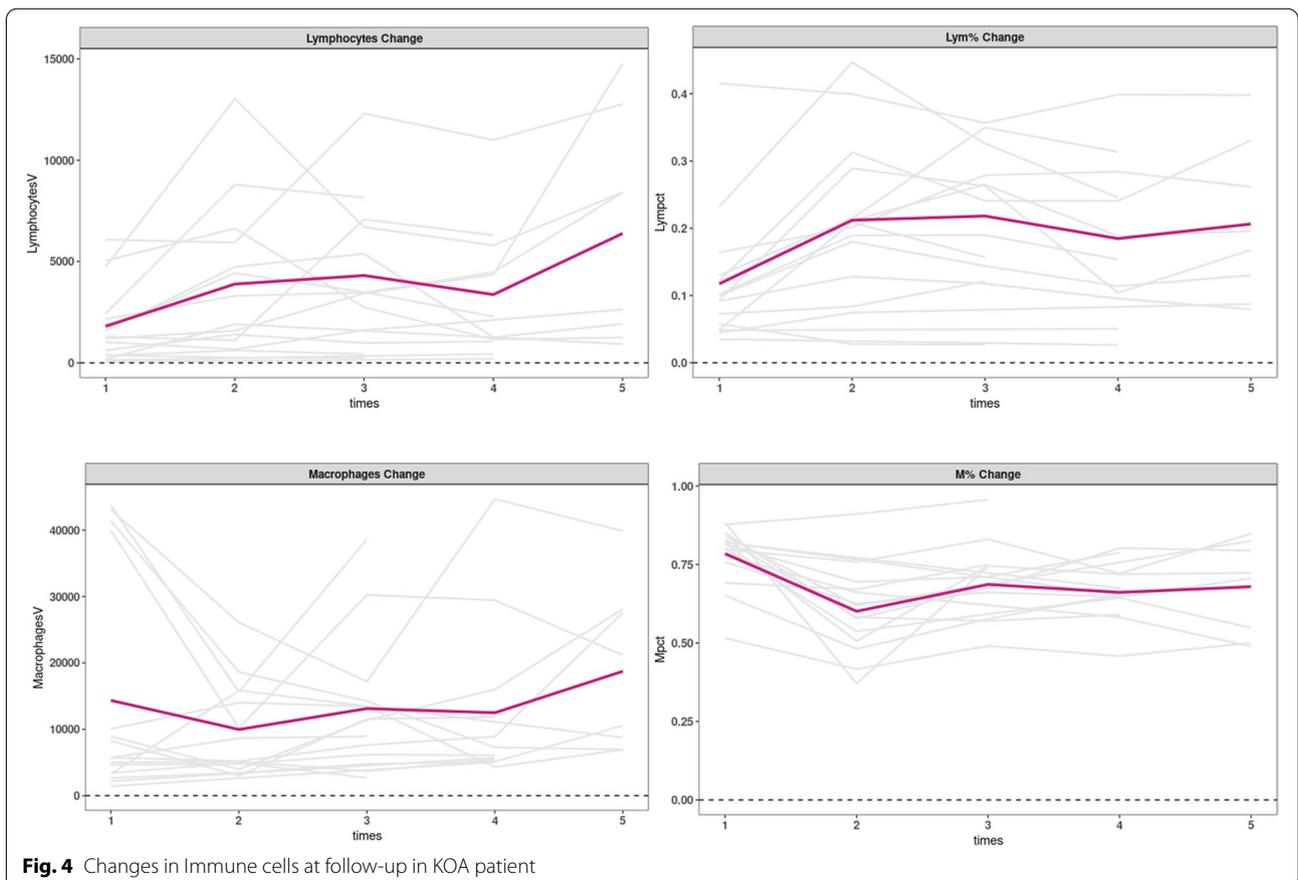 Lymphocytes Change
LymphocytesV
15000
10000
5000
0
1 2 3 4 5
times
Lym% Change
Lympct
0.4
0.3
0.2
0.1
0.0
1 2 3 4 5
times
Macrophages Change
MacrophagesV
40000
30000
20000
10000
0
1 2 3 4 5
times
M% Change
Mpct
1.00
0.75
0.50
0.25
0.00
1 2 3 4 5
times
Fig. 4 Changes in Immune cells at follow-up in KOA patient